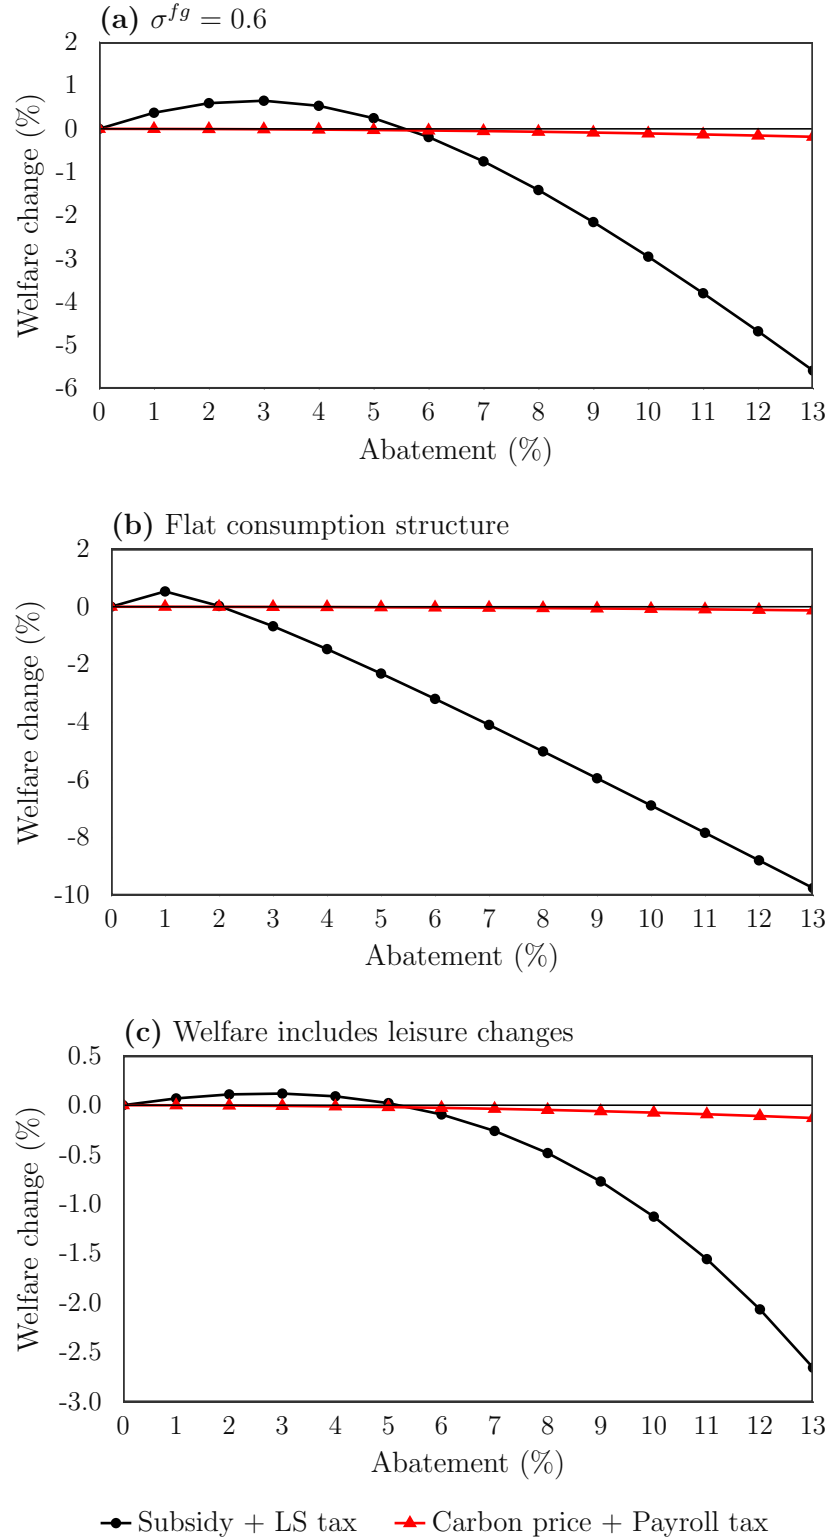 (a) σ^{fg} = 0.6
2
1
0
-1
-2
-3
-4
-5
-6
Welfare change (%)
0 1 2 3 4 5 6 7 8 9 10 11 12 13
Abatement (%)
(b) Flat consumption structure
2
0
-2
-4
-6
-8
-10
Welfare change (%)
0 1 2 3 4 5 6 7 8 9 10 11 12 13
Abatement (%)
(c) Welfare includes leisure changes
0.5
0.0
-0.5
-1.0
-1.5
-2.0
-2.5
-3.0
Welfare change (%)
0 1 2 3 4 5 6 7 8 9 10 11 12 13
Abatement (%)
Subsidy + LS tax Carbon price + Payroll tax